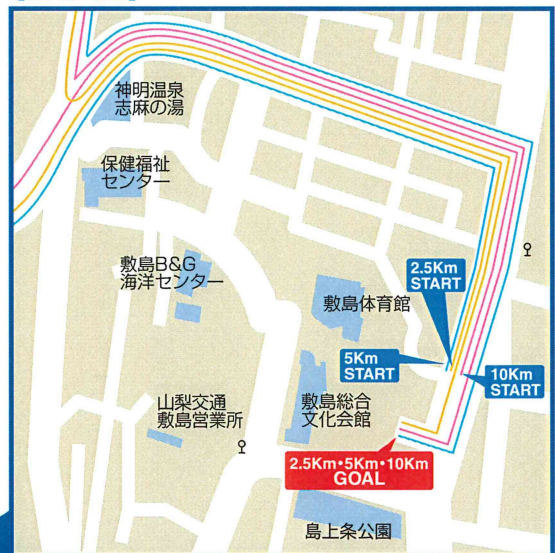 神明温泉
志麻の湯
保健福祉
センター
敷島B&G
海洋センター
2.5Km
START
敷島体育館
5Km
START
10Km
START
山梨交通
敷島営業所
敷島総合
文化会館
2.5Km・5Km・10Km
GOAL
島上条公園